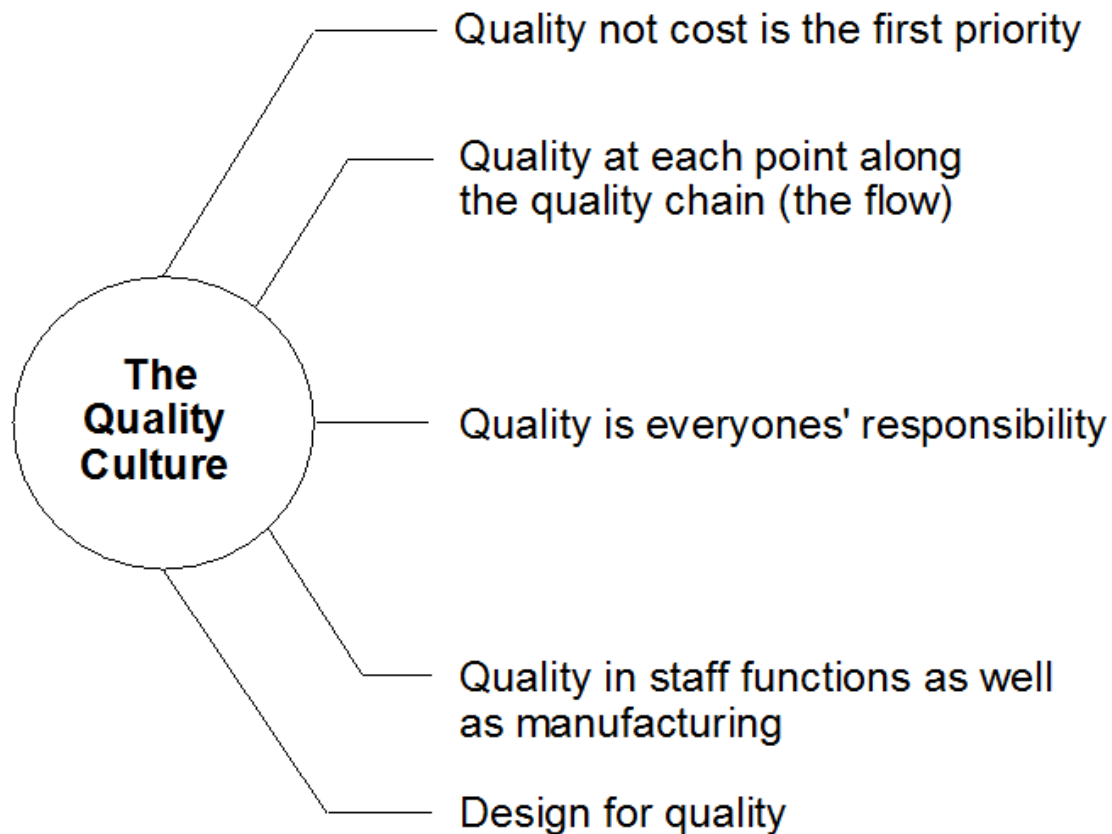 Quality not cost is the first priority
Quality at each point along
the quality chain (the flow)
The
Quality
Culture
Quality is everyones' responsibility
Quality in staff functions as well
as manufacturing
Design for quality